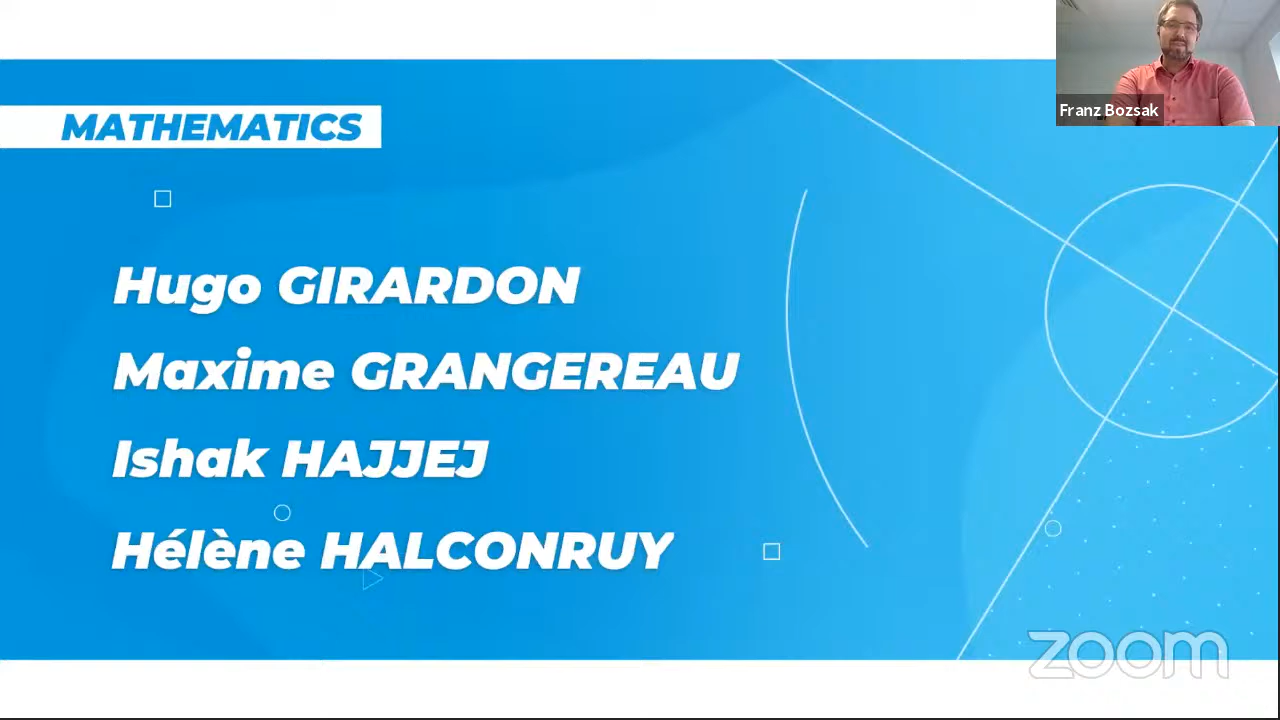 Franz Bozsak
MATHEMATICS
Hugo GIRARDON
Maxime GRANGEREAU
Ishak HAJJEJ
Hélène HALCONRUY
zoom